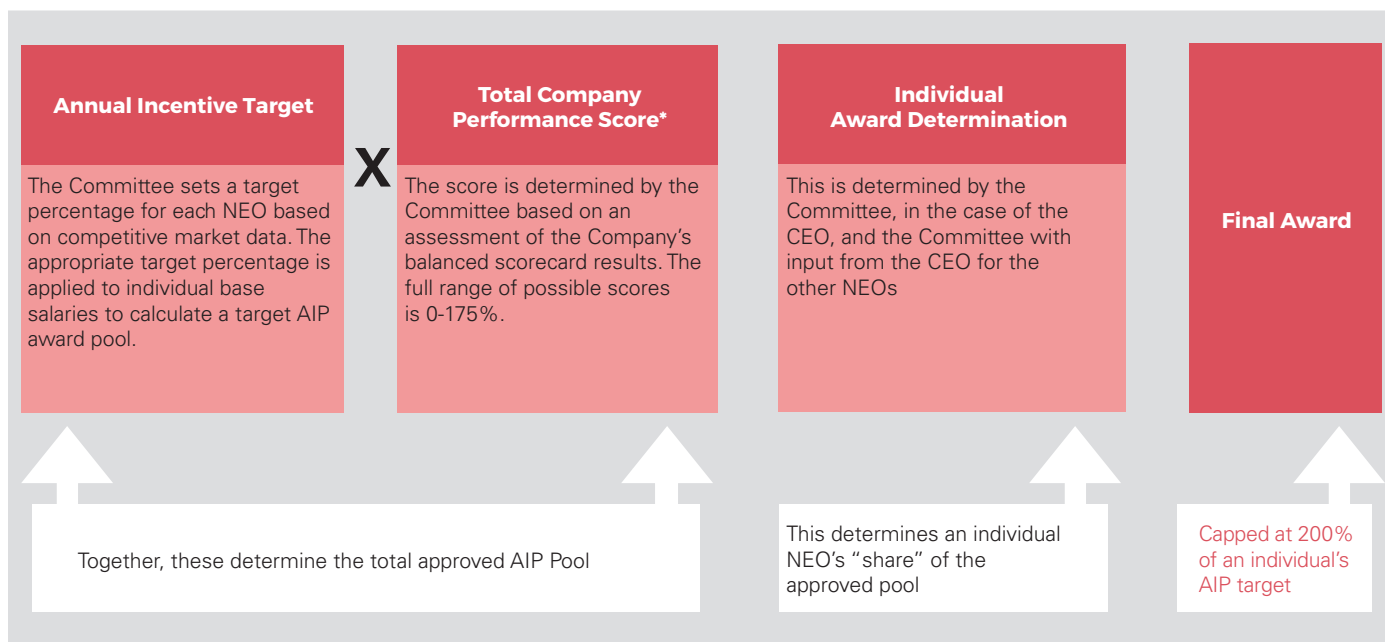 Annual Incentive Target
The Committee sets a target
percentage for each NEO based
on competitive market data. The
appropriate target percentage is
applied to individual base
salaries to calculate a target AIP
award pool.
X
Total Company
Performance Score*
The score is determined by the
Committee based on an
assessment of the Company’s
balanced scorecard results. The
full range of possible scores
is 0-175%.
Individual
Award Determination
This is determined by the
Committee, in the case of the
CEO, and the Committee with
input from the CEO for the
other NEOs
Final Award
Together, these determine the total approved AIP Pool
This determines an individual
NEO’s “share” of the
approved pool
Capped at 200%
of an individual’s
AIP target